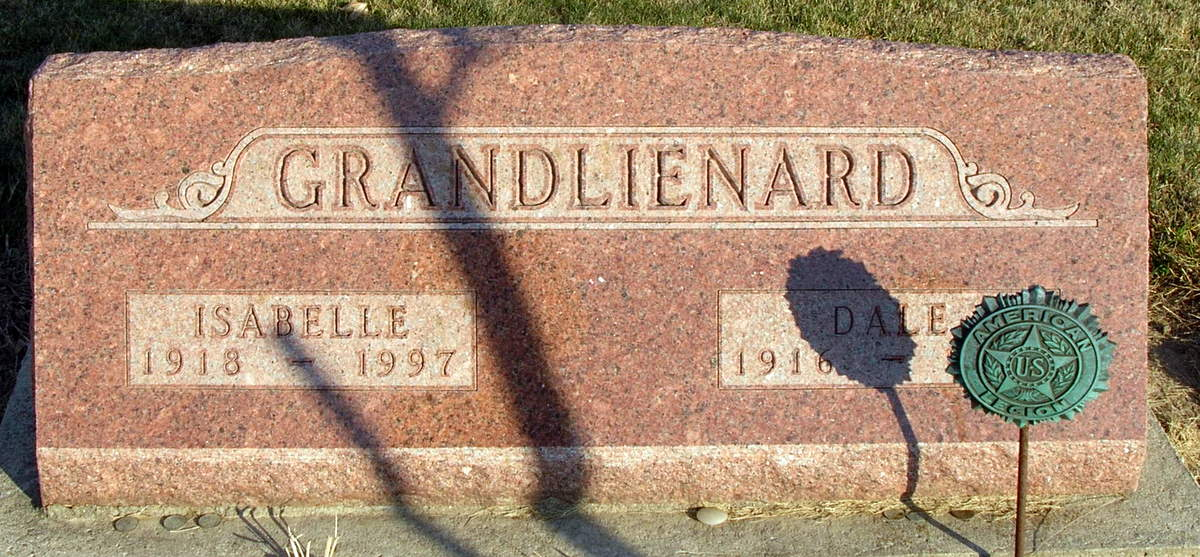 GRANDLIENARD
ISABELLE
1918 – 1997
DALE
1916 –
AMERICAN
US
LEGION